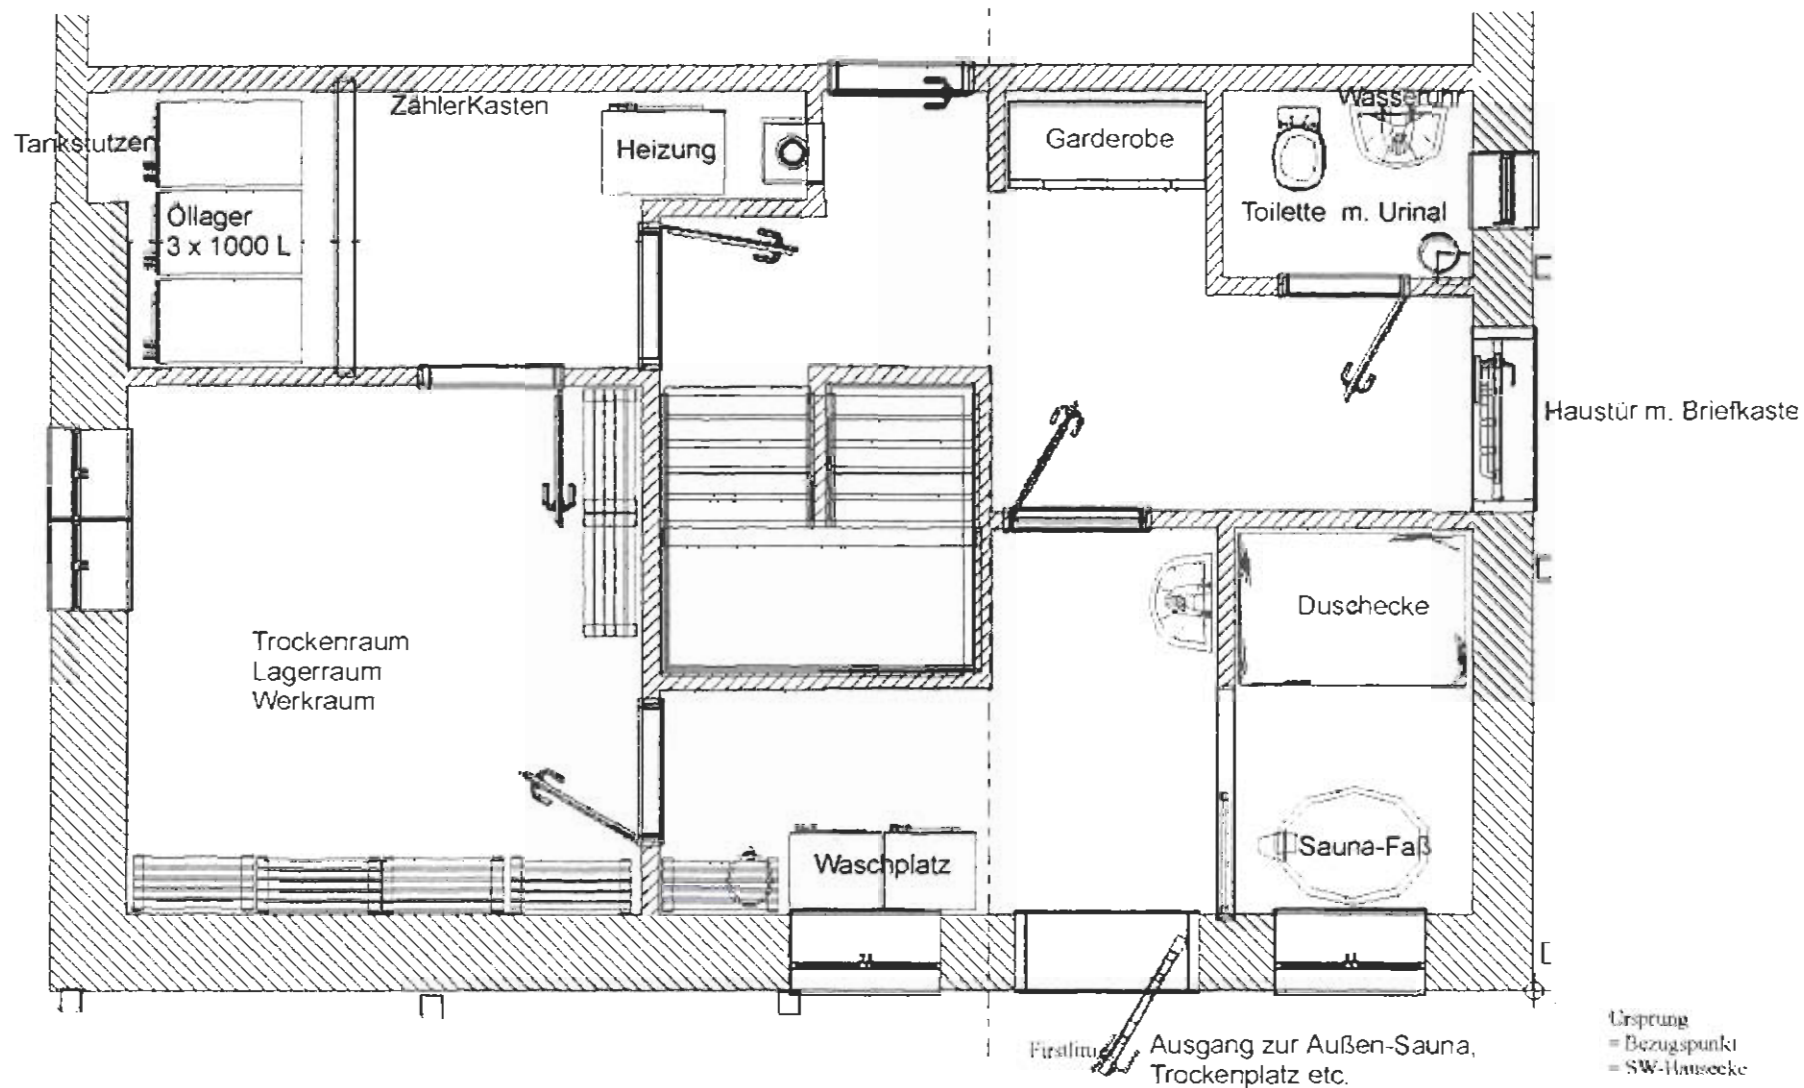 ZählerKasten
Wasseruhr
Tankstutzen
Heizung
Garderobe
Öllager
3 x 1000 L
Toilette m. Urinal
Haustür m. Briefkaste
Duschecke
Trockenraum
Lagerraum
Werkraum
Waschplatz
Sauna-Faß
Ausgang zur Außen-Sauna,
Trockenplatz etc.
Ursprung
= Bezugspunkt
= SW-Hausecke